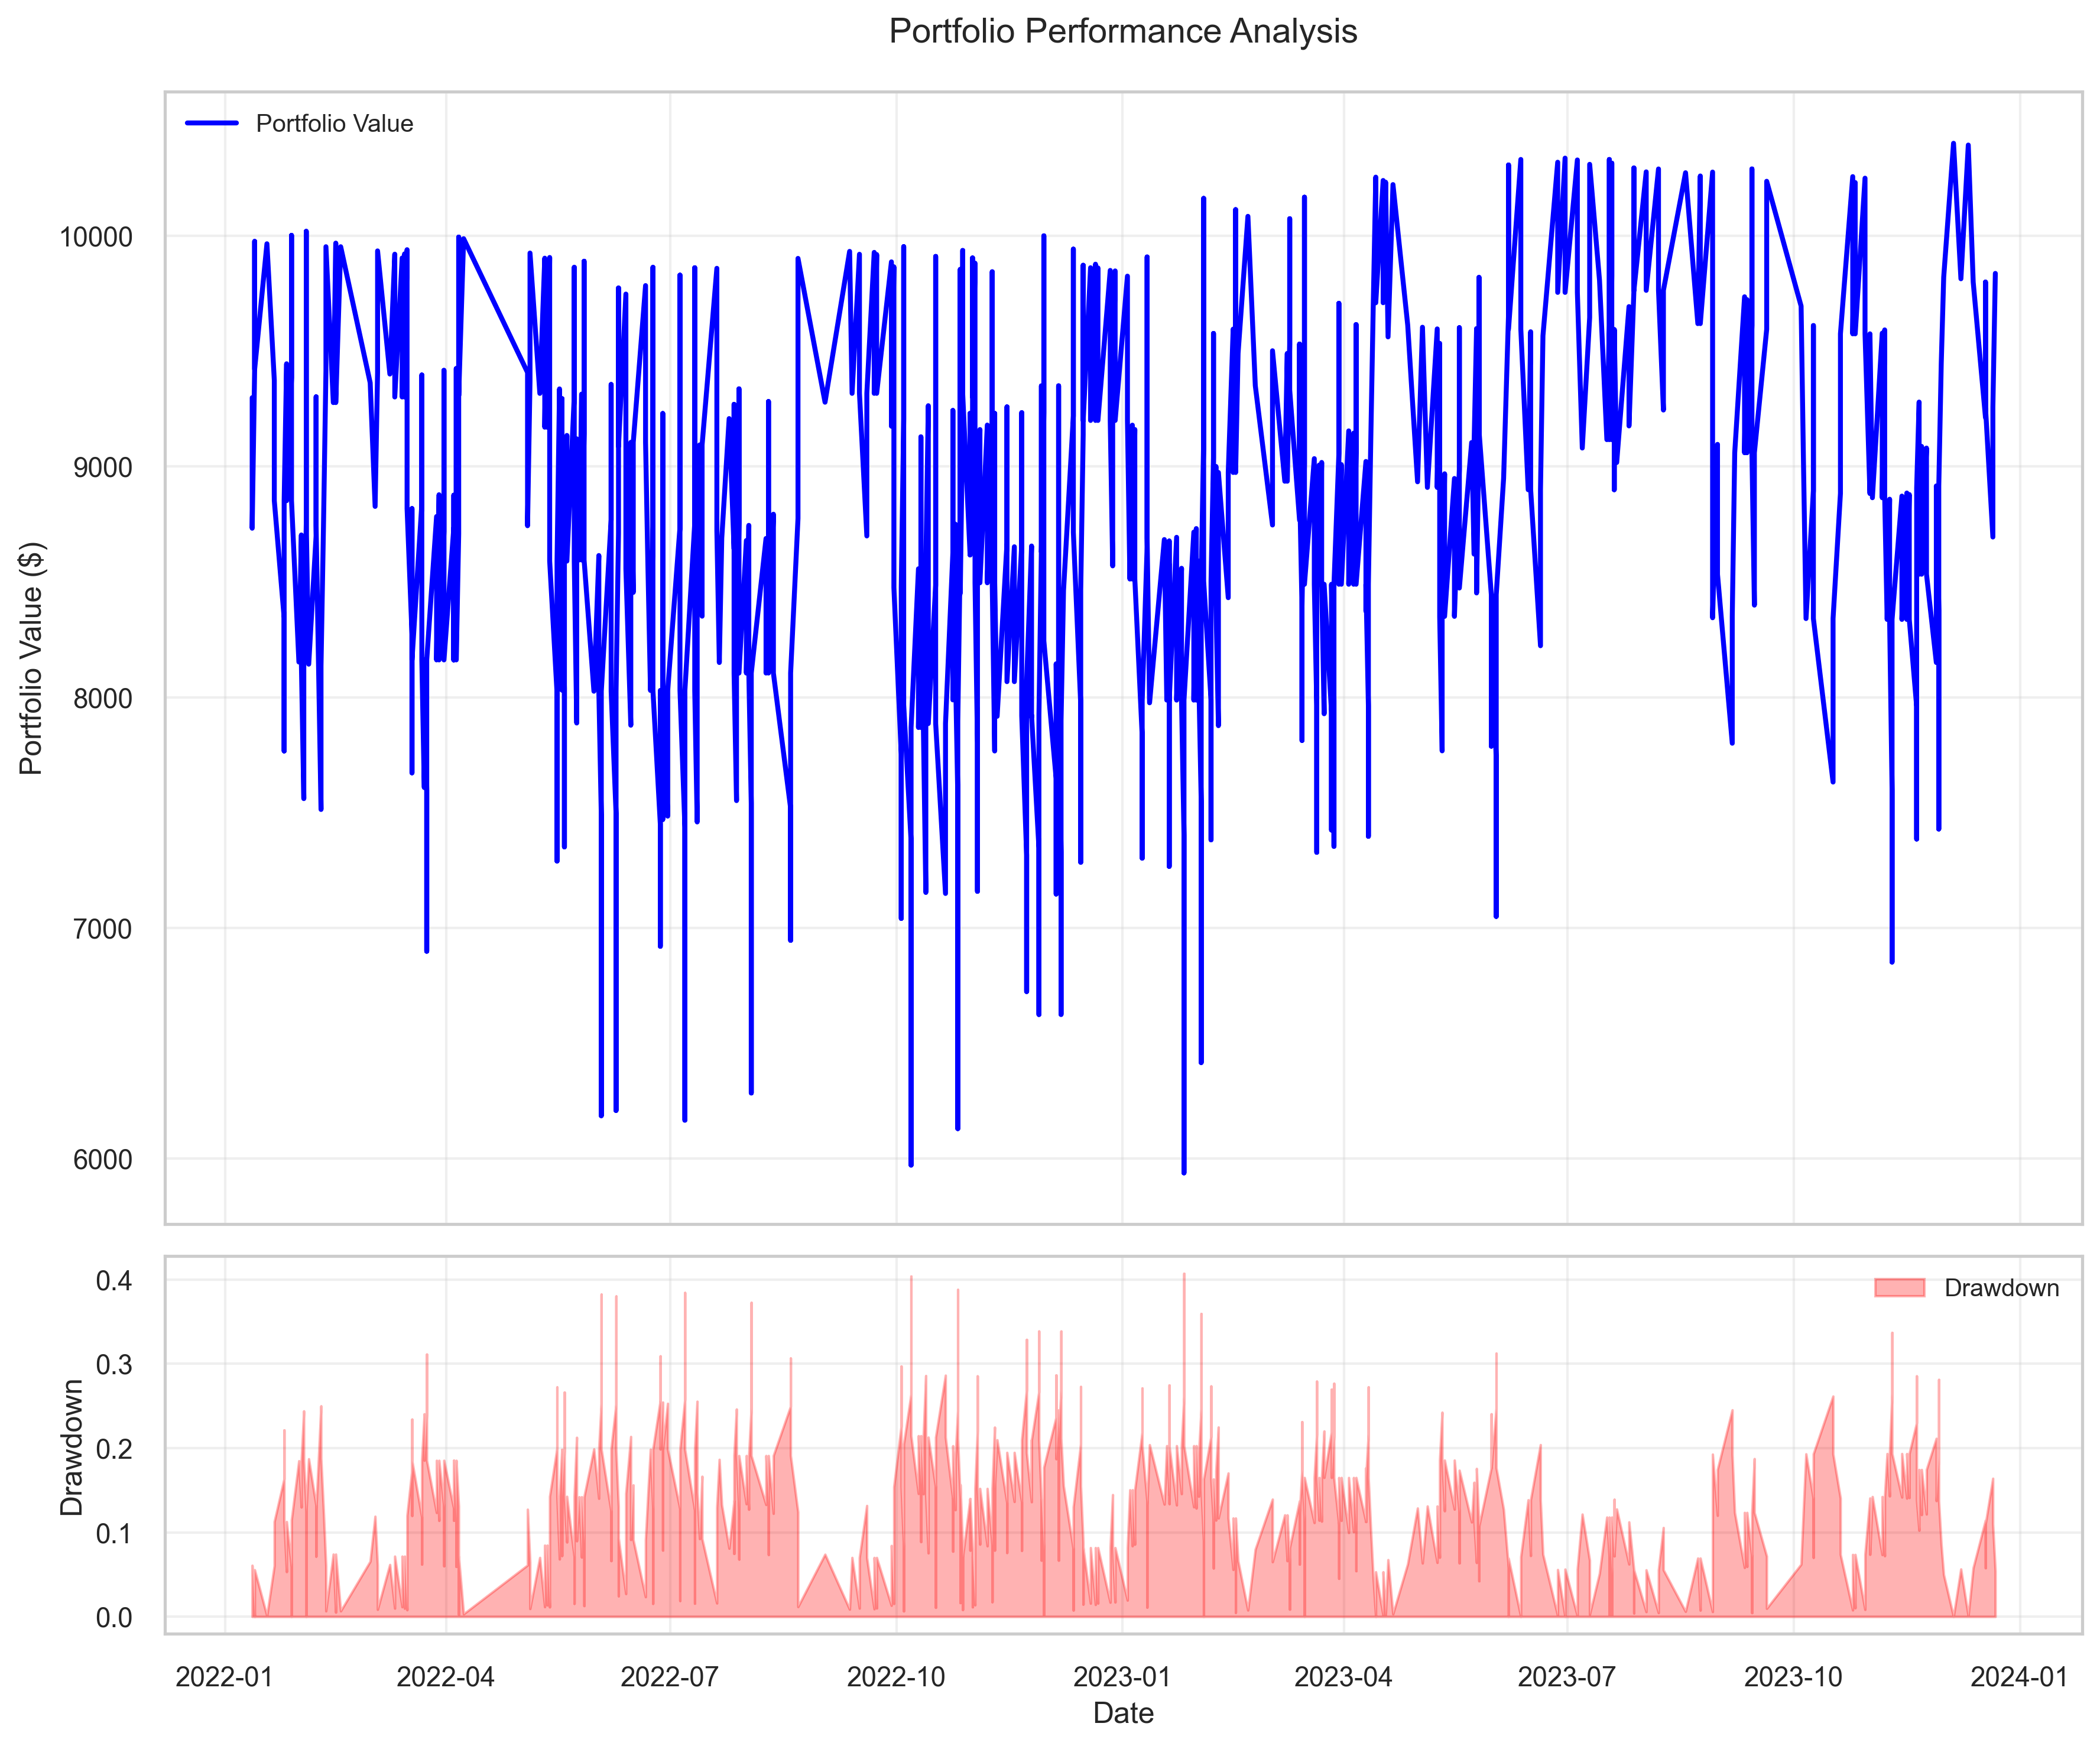 Portfolio Performance Analysis
Portfolio Value
Portfolio Value ($)
10000
9000
8000
7000
6000
Drawdown
Drawdown
0.4
0.3
0.2
0.1
0.0
2022-01 2022-04 2022-07 2022-10 2023-01 2023-04 2023-07 2023-10 2024-01
Date